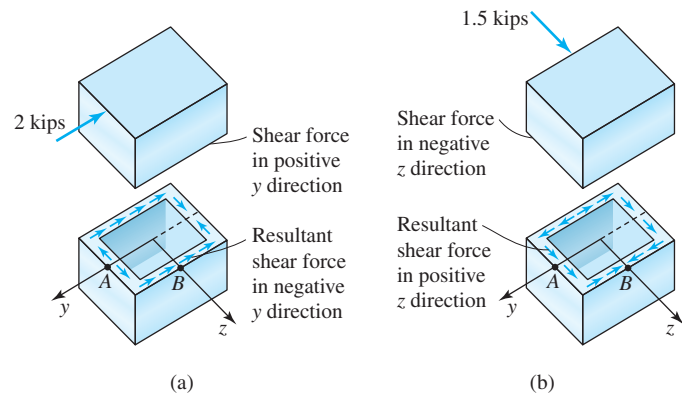 2 kips
Shear force
in positive
y direction
Resultant
shear force
in negative
y direction
A
B
y
z
(a)
1.5 kips
Shear force
in negative
z direction
Resultant
shear force
in positive
z direction
A
B
y
z
(b)